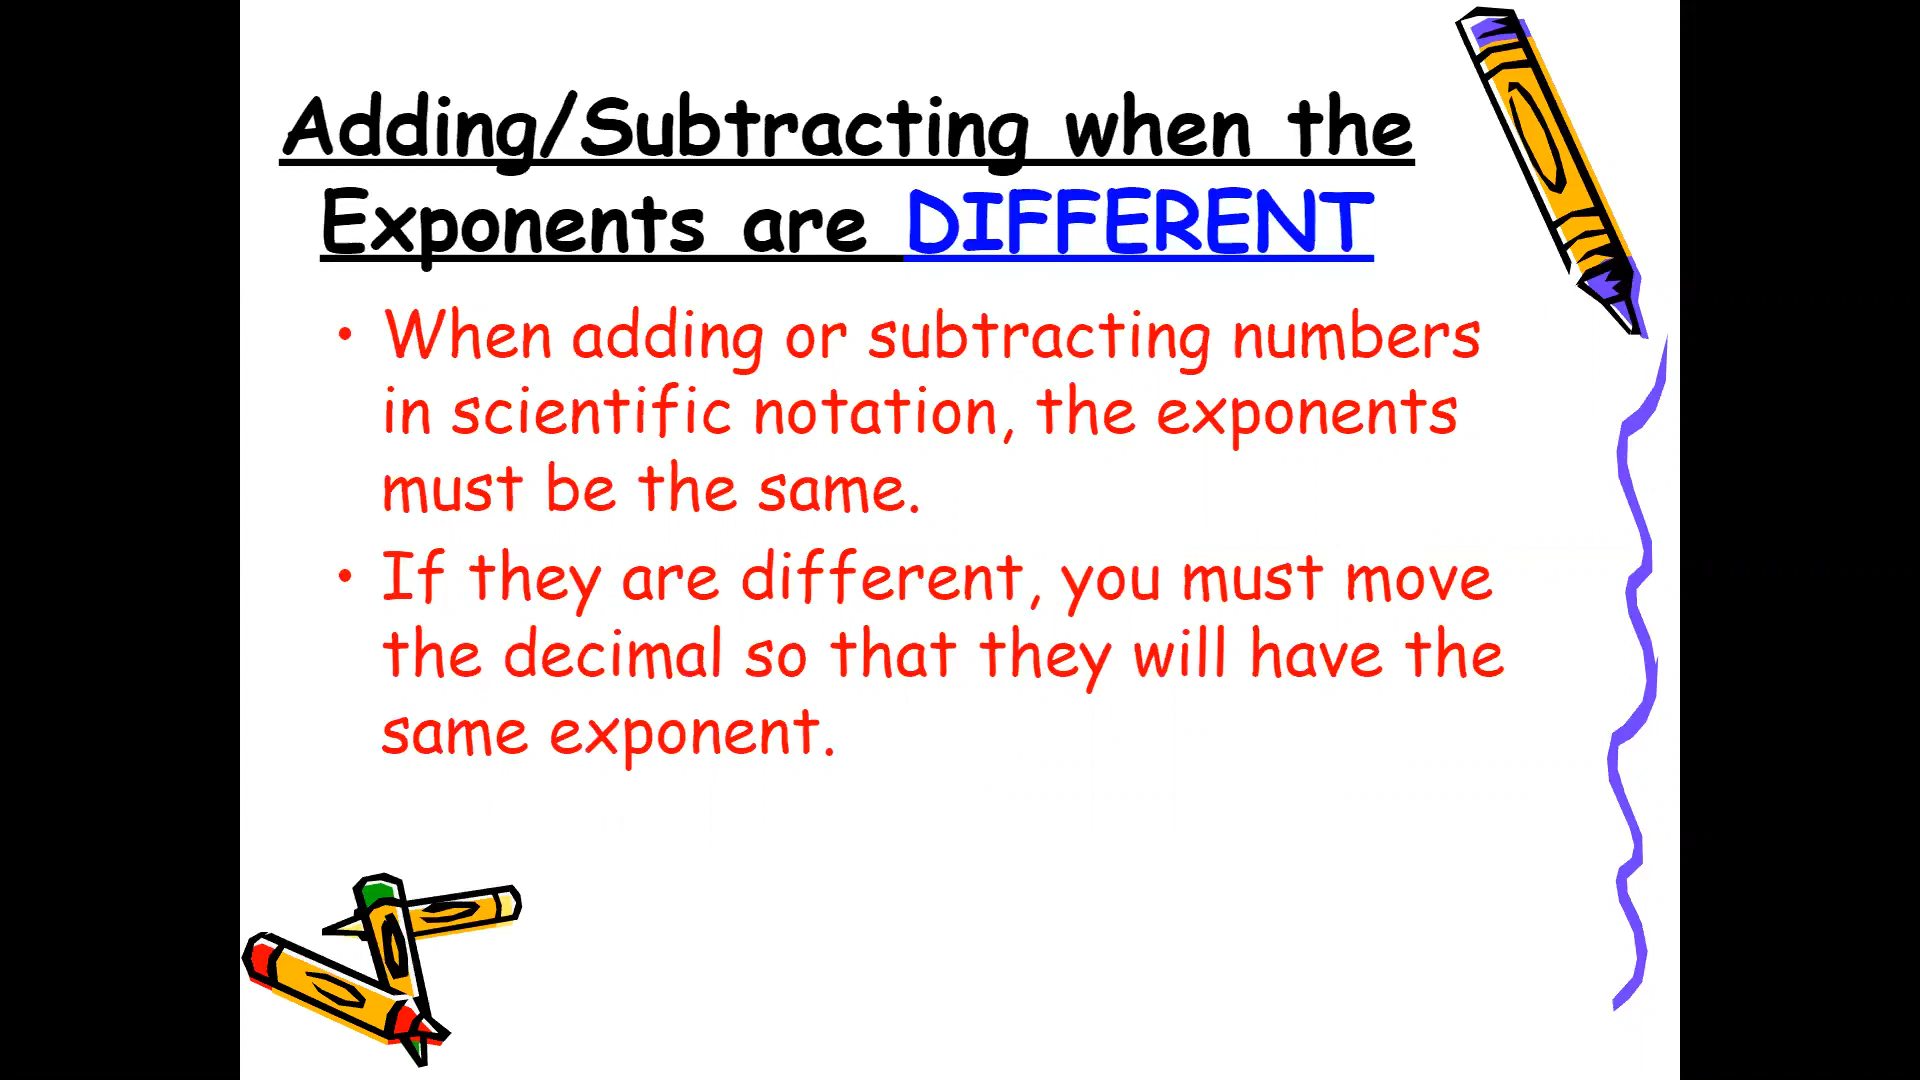 Adding/Subtracting when the
Exponents are DIFFERENT
• When adding or subtracting numbers
in scientific notation, the exponents
must be the same.
• If they are different, you must move
the decimal so that they will have the
same exponent.